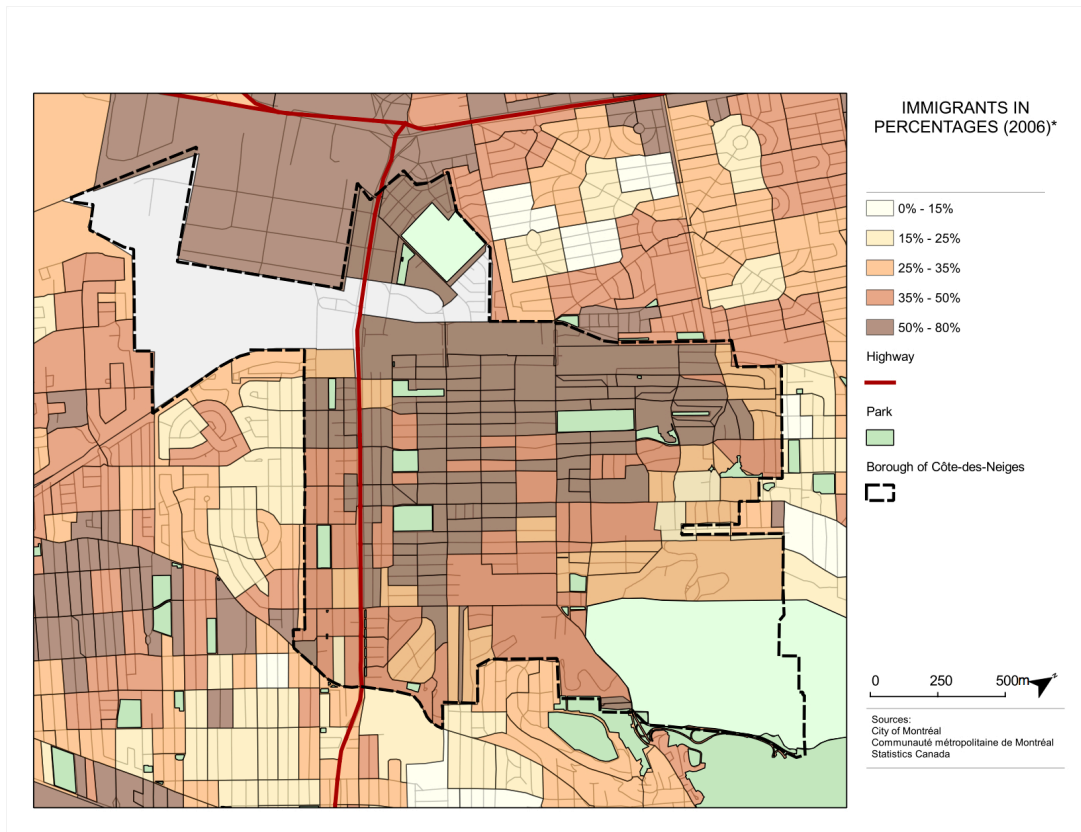 IMMIGRANTS IN
PERCENTAGES (2006)*
0% - 15%
15% - 25%
25% - 35%
35% - 50%
50% - 80%
Highway
Park
Borough of Côte-des-Neiges
0 250 500m
N
Sources:
City of Montréal
Communauté métropolitaine de Montréal
Statistics Canada